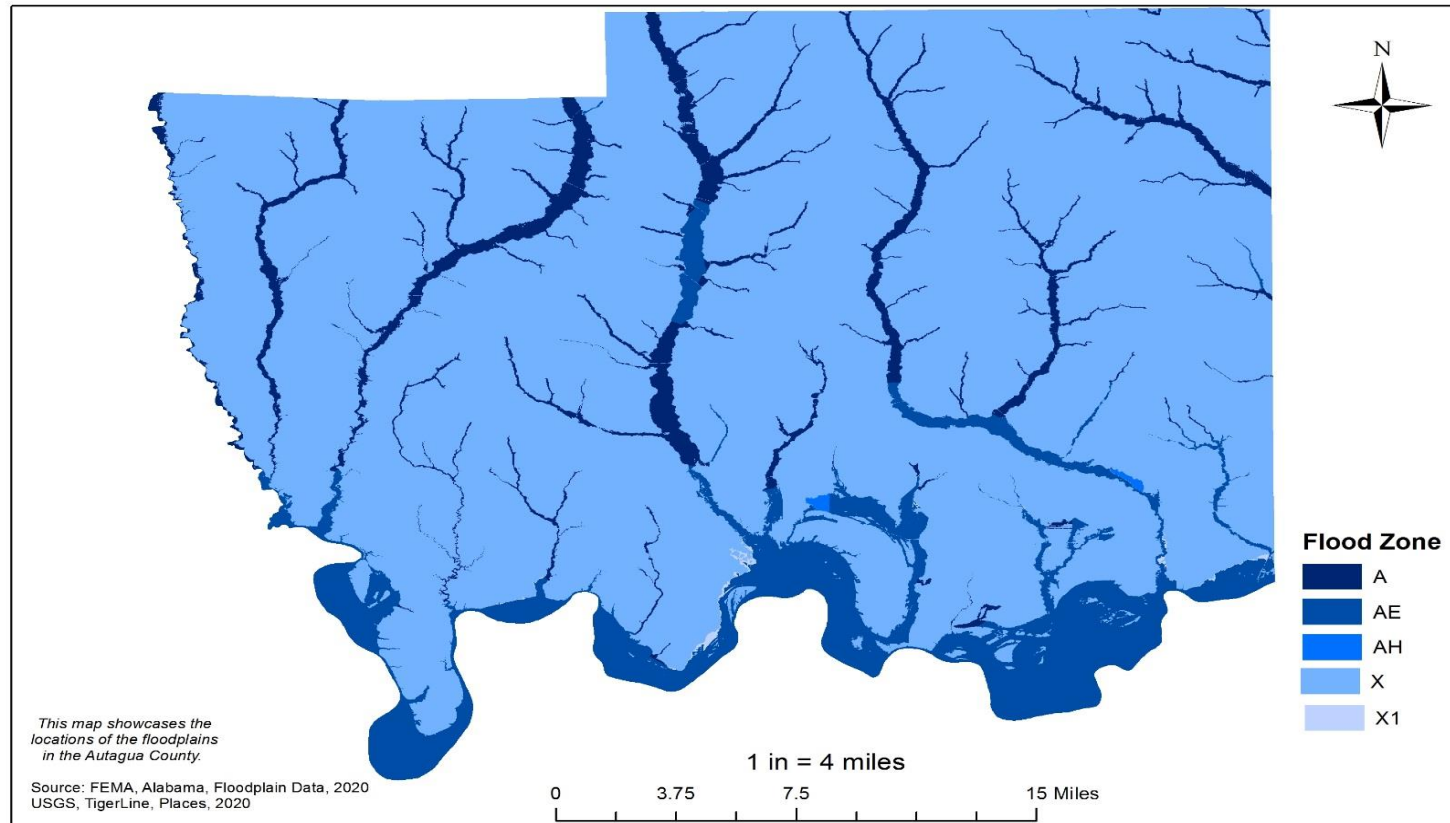 N
Flood Zone
A
AE
AH
X
X1
This map showcases the
locations of the floodplains
in the Autagua County.
Source: FEMA, Alabama, Floodplain Data, 2020
USGS, TigerLine, Places, 2020
1 in = 4 miles
0 3.75 7.5 15 Miles